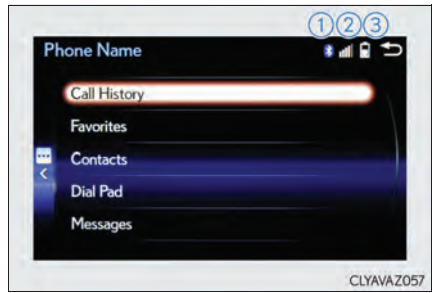 ①②③
Phone Name
Call History
Favorites
Contacts
Dial Pad
Messages
CLYAVAZ057